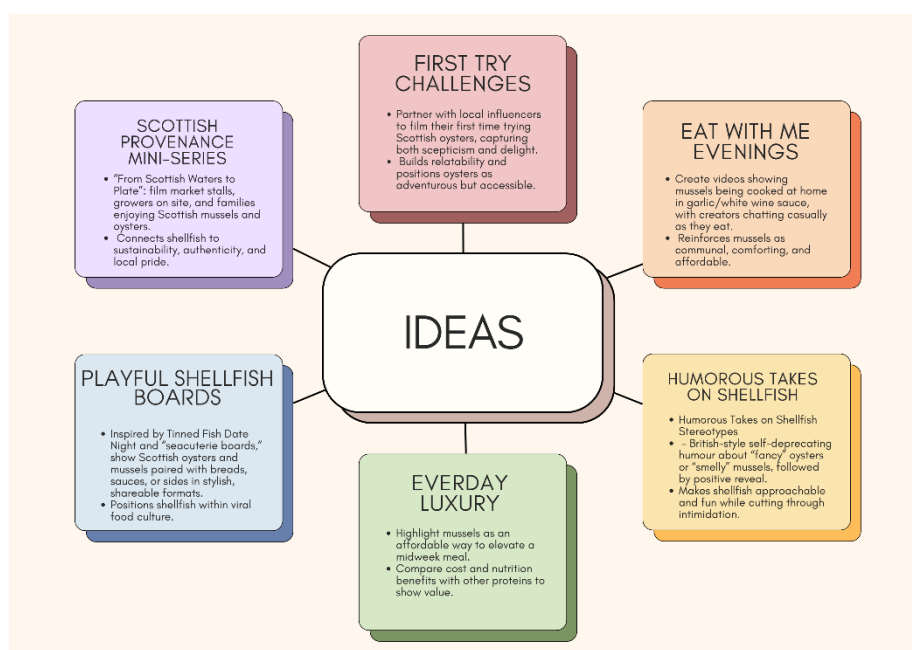 FIRST TRY
CHALLENGES
• Partner with local influencers
to film their first time trying
Scottish oysters, capturing
both scepticism and delight.
• Builds relatability and
positions oysters as
adventurous but accessible.
SCOTTISH
PROVENANCE
MINI-SERIES
• “From Scottish Waters to
Plate”: film market stalls,
growers on site, and families
enjoying Scottish mussels and
oysters.
• Connects shellfish to
sustainability, authenticity, and
local pride.
EAT WITH ME
EVENINGS
• Create videos showing
mussels being cooked at home
in garlic/white wine sauce,
with creators chatting casually
as they eat.
• Reinforces mussels as
communal, comforting, and
affordable.
IDEAS
PLAYFUL SHELLFISH
BOARDS
• Inspired by Tinned Fish Date
Night and “seacuterie boards,”
show Scottish oysters and
mussels paired with breads,
sauces, or sides in stylish,
shareable formats.
• Positions shellfish within viral
food culture.
HUMOROUS TAKES
ON SHELLFISH
• Humorous Takes on Shellfish
Stereotypes
• - British-style self-deprecating
humour about “fancy” oysters
or “smelly” mussels, followed
by positive reveal.
• Makes shellfish approachable
and fun while cutting through
intimidation.
EVERDAY
LUXURY
• Highlight mussels as an
affordable way to elevate a
midweek meal.
• Compare cost and nutrition
benefits with other proteins to
show value.